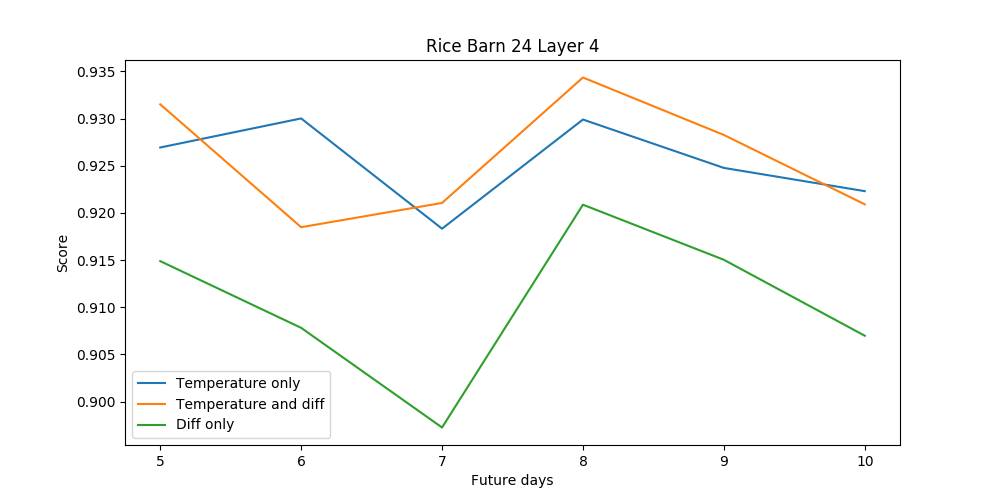 Rice Barn 24 Layer 4
Score
0.935
0.930
0.925
0.920
0.915
0.910
0.905
0.900
Temperature only
Temperature and diff
Diff only
5 6 7 8 9 10
Future days